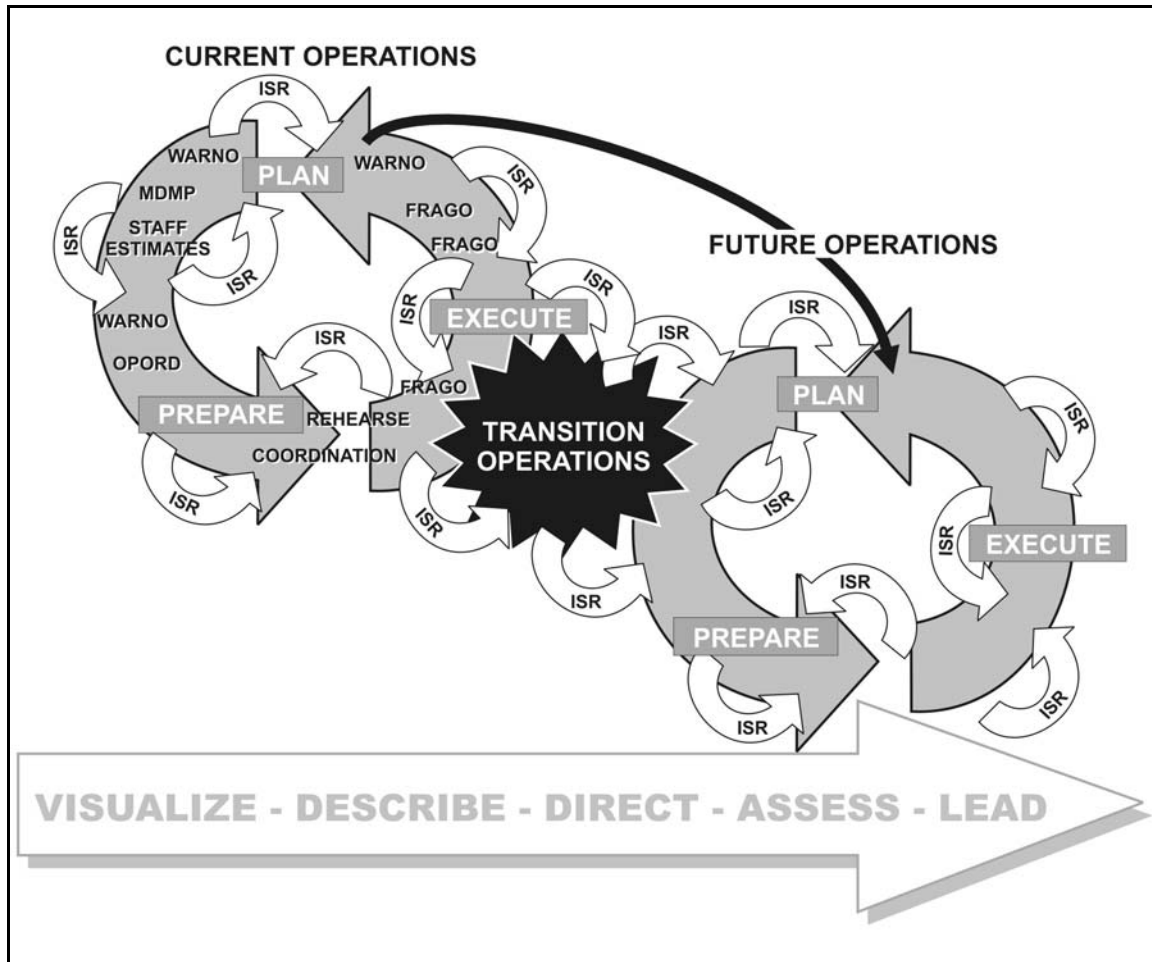 CURRENT OPERATIONS
ISR
WARNO
PLAN
WARNO
ISR
MDMP
FRAGO
ISR
STAFF
ESTIMATES
ISR
FRAGO
FUTURE OPERATIONS
ISR
ISR
EXECUTE
ISR
ISR
WARNO
ISR
OPORD
FRAGO
PREPARE
REHEARSE
COORDINATION
ISR
ISR
TRANSITION
OPERATIONS
PLAN
ISR
ISR
ISR
EXECUTE
ISR
ISR
PREPARE
ISR
ISR
VISUALIZE - DESCRIBE - DIRECT - ASSESS - LEAD